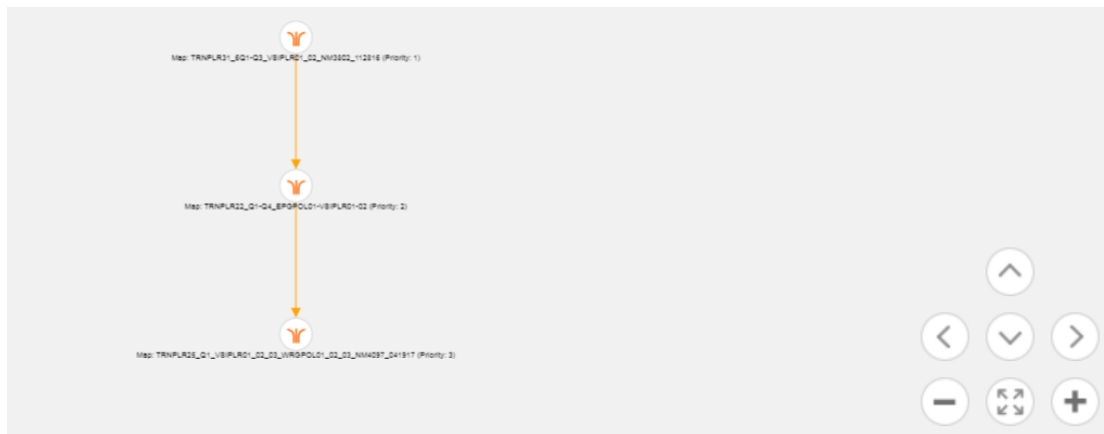 Map: TRNPLR31_6Q1-Q3_VSIPLR01_02_NM3802_112816 (Priority: 1)
Map: TRNPLR22_Q1-Q4_EPGPOL01-VSIPLR01-02 (Priority: 2)
Map: TRNPLR25_Q1_VSIPLR01_02_03_WRGPOL01_02_03_NM4097_041917 (Priority: 3)